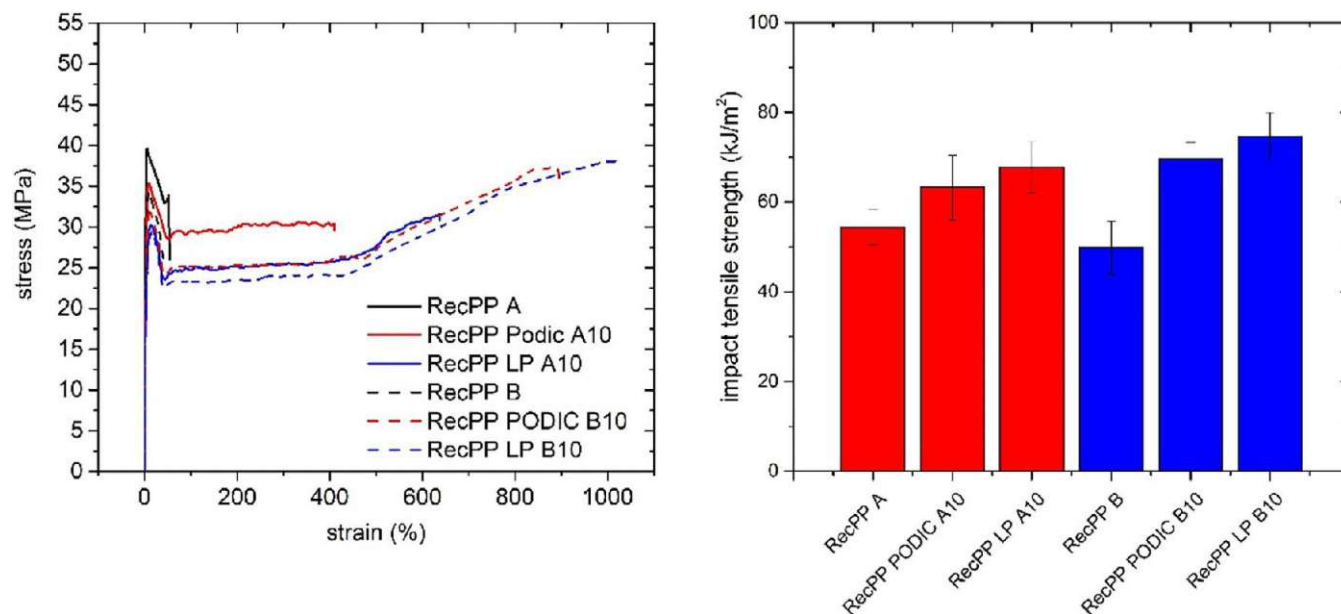 55
50
45
40
35
30
25
20
15
10
5
0
stress (MPa)
0 200 400 600 800 1000
strain (%)
RecPP A
RecPP Podic A10
RecPP LP A10
RecPP B
RecPP PODIC B10
RecPP LP B10
100
80
60
40
20
0
impact tensile strength (kJ/m²)
RecPP A
RecPP PODIC A10
RecPP LP A10
RecPP B
RecPP PODIC B10
RecPP LP B10